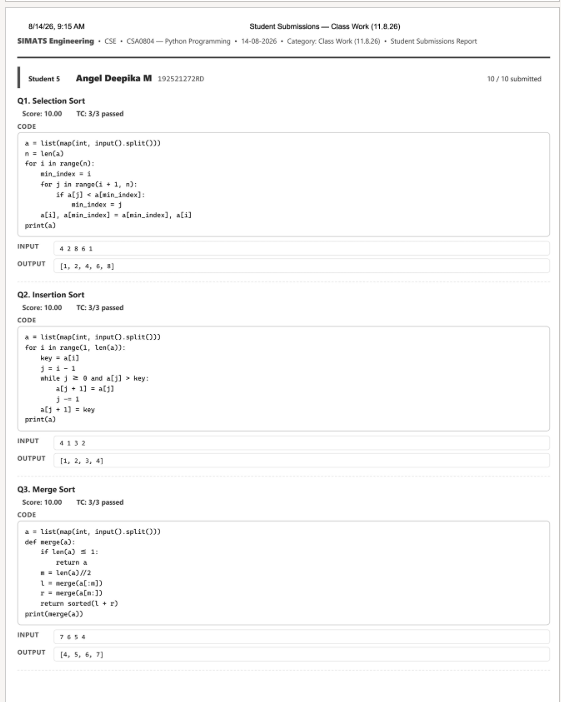 8/14/26, 9:15 AM Student Submissions — Class Work (11.8.26)
SIMATS Engineering • CSE • CSA0804 — Python Programming • 14-08-2026 • Category: Class Work (11.8.26) • Student Submissions Report
Student 5 Angel Deepika M 192521272RD 10 / 10 submitted
Q1. Selection Sort
Score: 10.00 TC: 3/3 passed
CODE
a = list(map(int, input().split()))
n = len(a)
for i in range(n):
    min_index = i
    for j in range(i + 1, n):
        if a[j] < a[min_index]:
            min_index = j
    a[i], a[min_index] = a[min_index], a[i]
print(a)
INPUT 4 2 8 6 1
OUTPUT [1, 2, 4, 6, 8]
Q2. Insertion Sort
Score: 10.00 TC: 3/3 passed
CODE
a = list(map(int, input().split()))
for i in range(1, len(a)):
    key = a[i]
    j = i - 1
    while j ≥ 0 and a[j] > key:
        a[j + 1] = a[j]
        j -= 1
    a[j + 1] = key
print(a)
INPUT 4 1 3 2
OUTPUT [1, 2, 3, 4]
Q3. Merge Sort
Score: 10.00 TC: 3/3 passed
CODE
a = list(map(int, input().split()))
def merge(a):
    if len(a) ≤ 1:
        return a
    m = len(a)//2
    l = merge(a[:m])
    r = merge(a[m:])
    return sorted(l + r)
print(merge(a))
INPUT 7 6 5 4
OUTPUT [4, 5, 6, 7]